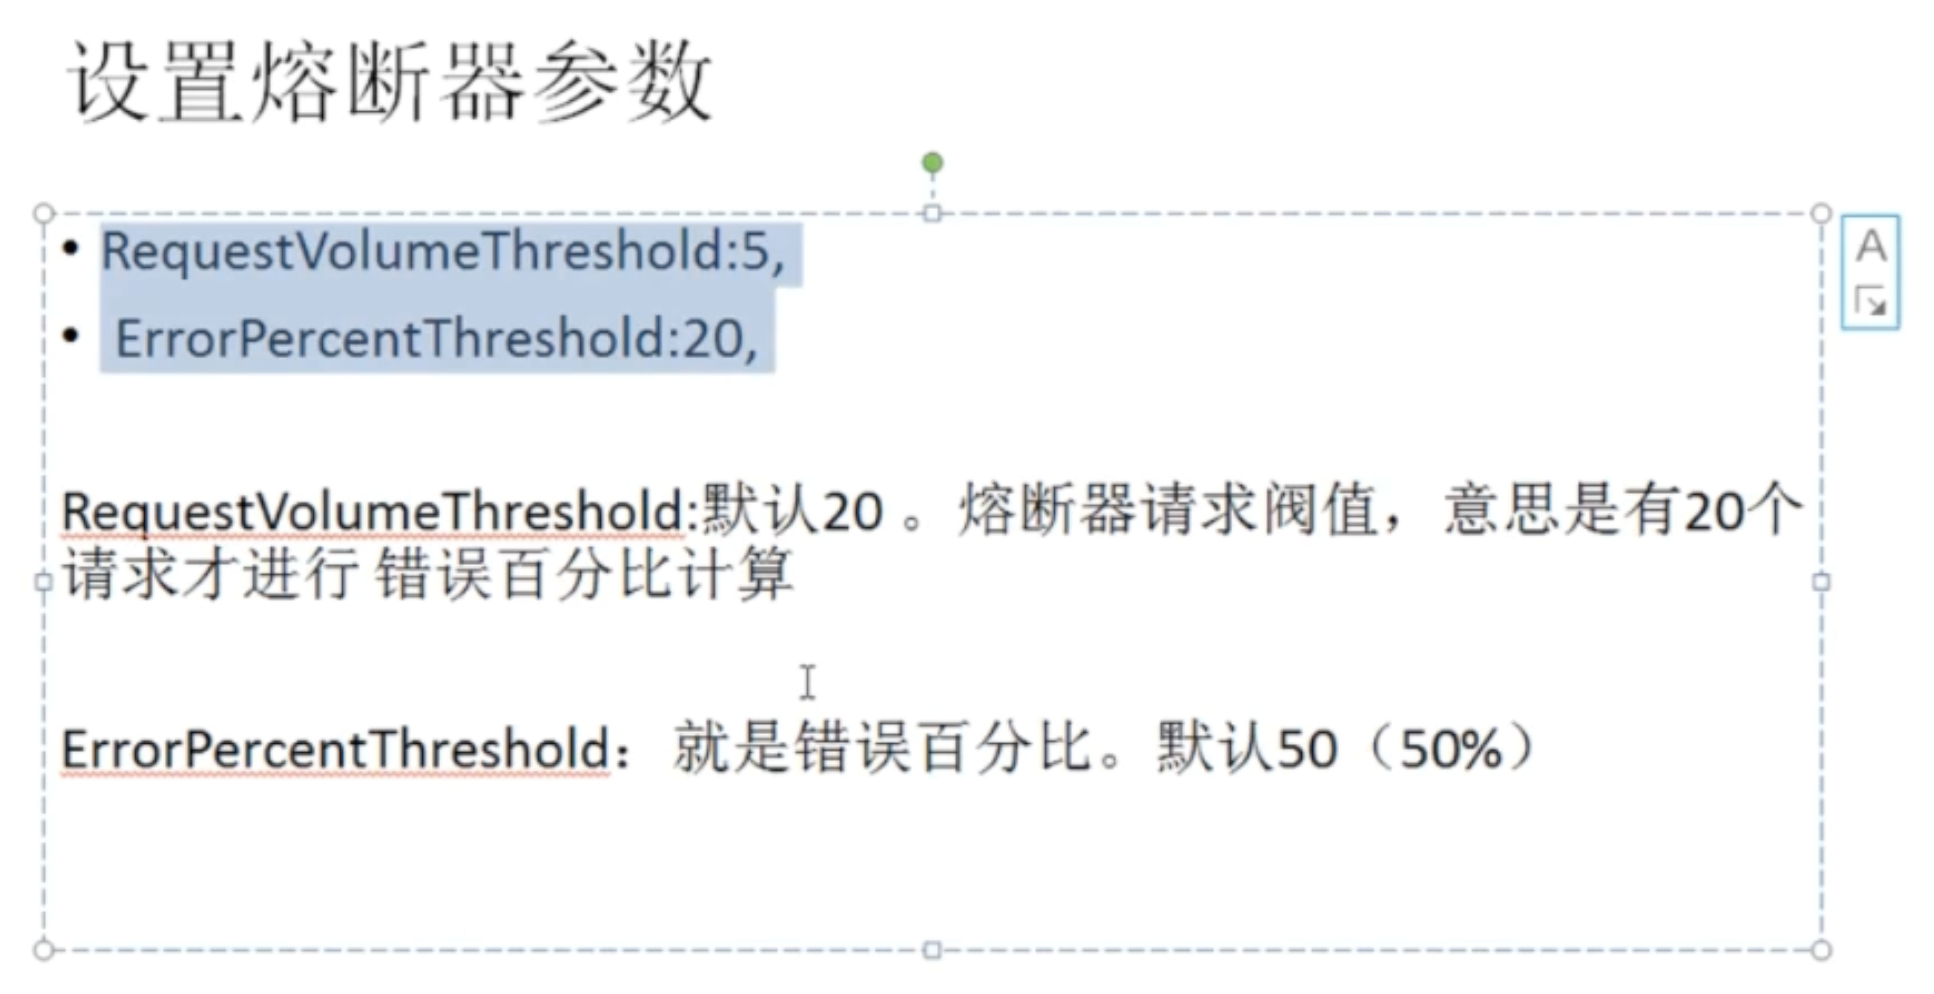 设置熔断器参数
• RequestVolumeThreshold:5,
• ErrorPercentThreshold:20,
RequestVolumeThreshold:默认20 。熔断器请求阀值，意思是有20个
请求才进行 错误百分比计算
ErrorPercentThreshold： 就是错误百分比。默认50（50%）
A